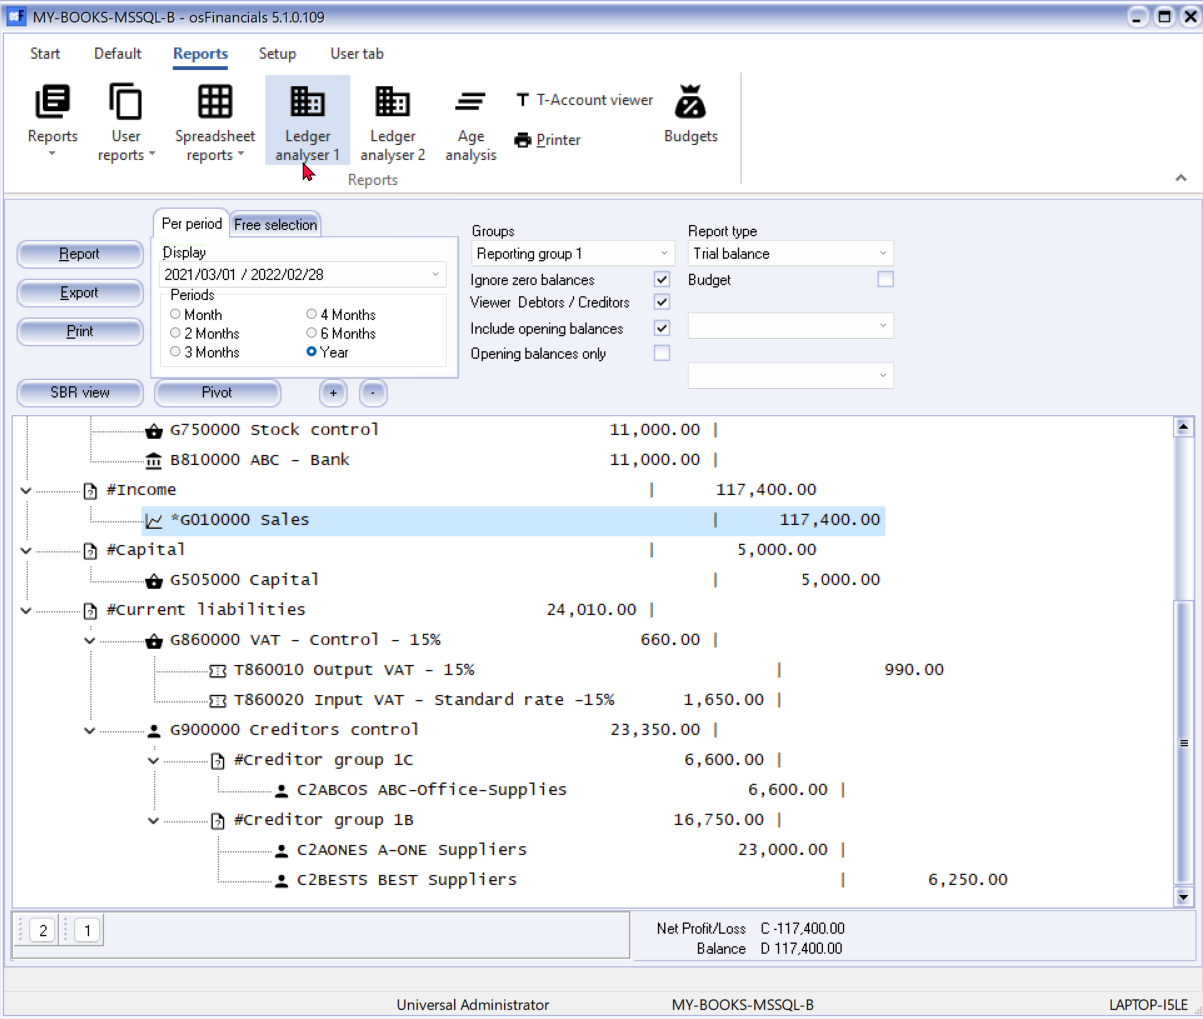 MY-BOOKS-MSSQL-B - osFinancials 5.1.0.109
Start Default Reports Setup User tab
Reports
User reports
Spreadsheet reports
Ledger analyser 1
Ledger analyser 2
Age analysis
T-Account viewer
Printer
Budgets
Reports
Report
Export
Print
Per period Free selection
Display
2021/03/01 / 2022/02/28
Periods
Month 4 Months
2 Months 6 Months
3 Months Year
Groups
Reporting group 1
Ignore zero balances
Viewer Debtors / Creditors
Include opening balances
Opening balances only
Report type
Trial balance
Budget
SBR view Pivot + -
G750000 Stock control 11,000.00 |
B810000 ABC - Bank 11,000.00 |
#Income | 117,400.00
*G010000 Sales | 117,400.00
#Capital | 5,000.00
G505000 Capital | 5,000.00
#Current liabilities 24,010.00 |
G860000 VAT - Control - 15% 660.00 |
T860010 Output VAT - 15% | 990.00
T860020 Input VAT - Standard rate -15% 1,650.00 |
G900000 Creditors control 23,350.00 |
#Creditor group 1C 6,600.00 |
C2ABCOS ABC-Office-Supplies 6,600.00 |
#Creditor group 1B 16,750.00 |
C2AONES A-ONE Suppliers 23,000.00 |
C2BESTS BEST Suppliers | 6,250.00
2 1
Net Profit/Loss C -117,400.00
Balance D 117,400.00
Universal Administrator MY-BOOKS-MSSQL-B LAPTOP-I5LE